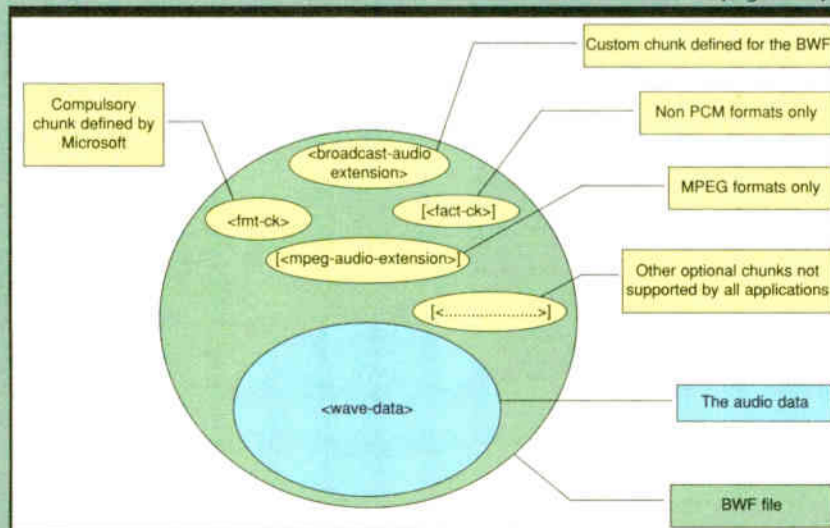 Custom chunk defined for the BWF
Compulsory
chunk defined by
Microsoft
Non PCM formats only
<broadcast-audio
extension>
<fmt-ck>
[<fact-ck>]
MPEG formats only
[<mpeg-audio-extension>]
Other optional chunks not
supported by all applications
[<......................>]
<wave-data>
The audio data
BWF file